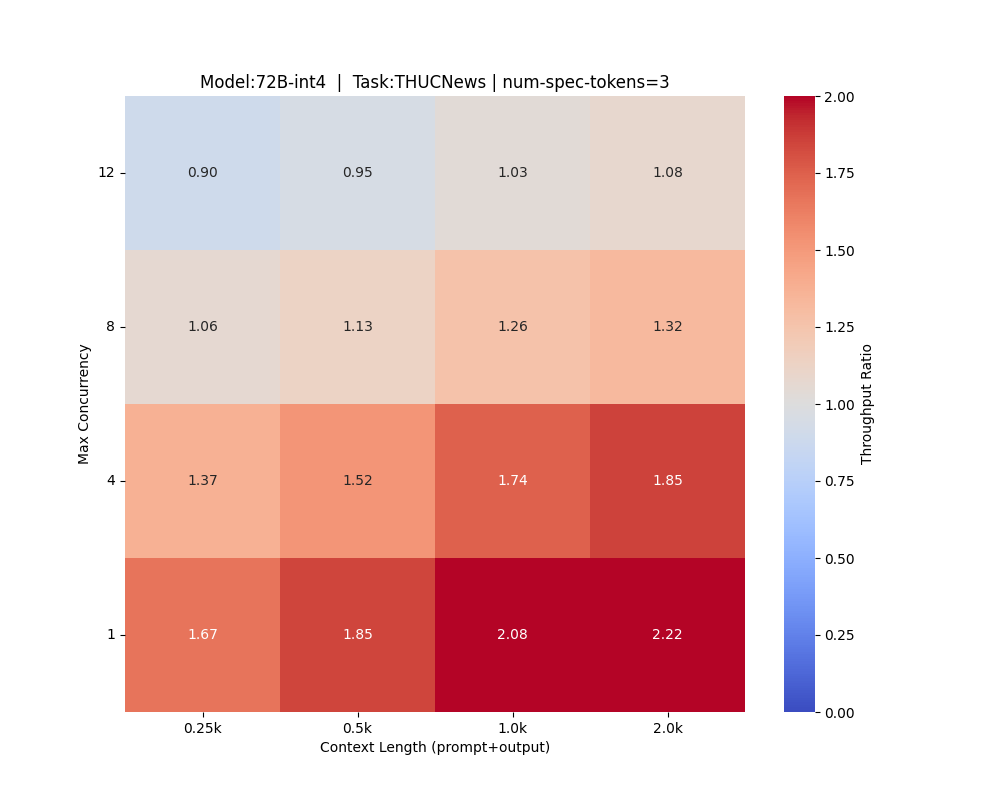 Model:72B-int4 | Task:THUCNews | num-spec-tokens=3
12 0.90 0.95 1.03 1.08
8 1.06 1.13 1.26 1.32
4 1.37 1.52 1.74 1.85
1 1.67 1.85 2.08 2.22
0.25k 0.5k 1.0k 2.0k
Context Length (prompt+output)
Max Concurrency
2.00
1.75
1.50
1.25
1.00
0.75
0.50
0.25
0.00
Throughput Ratio